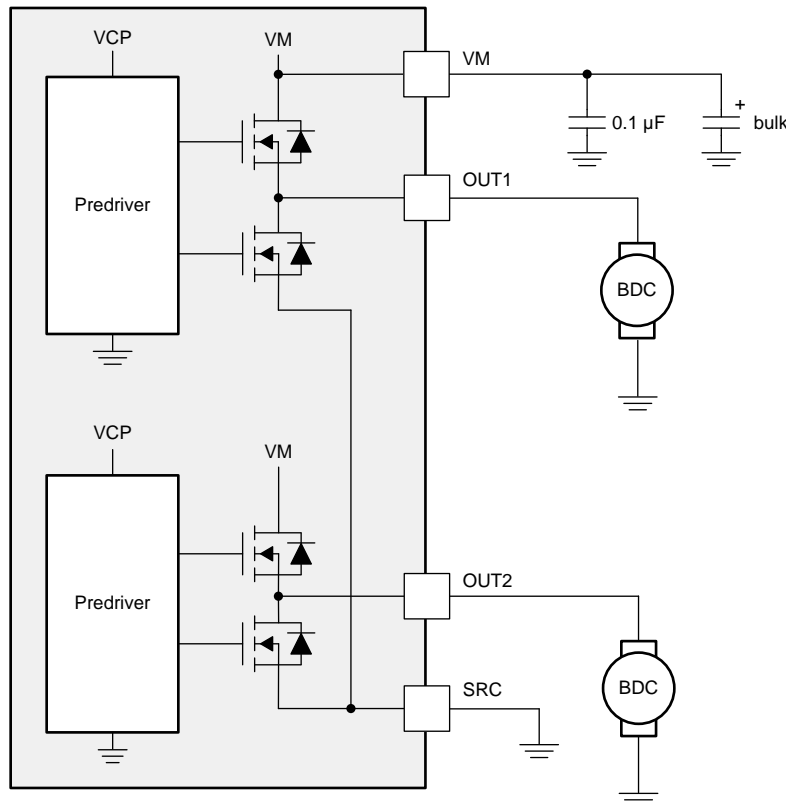 VCP
VM
VM
0.1 µF
+
bulk
Predriver
OUT1
BDC
VCP
VM
Predriver
OUT2
BDC
SRC